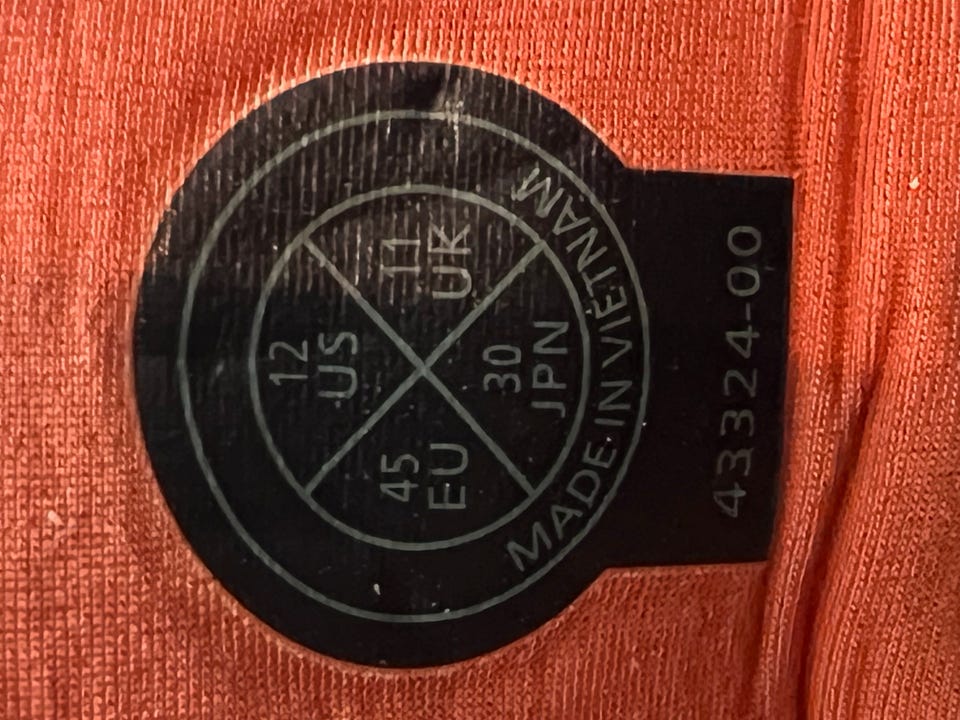 12
US
45
EU
11
UK
30
JPN
MADE IN VIETNAM
43324-00